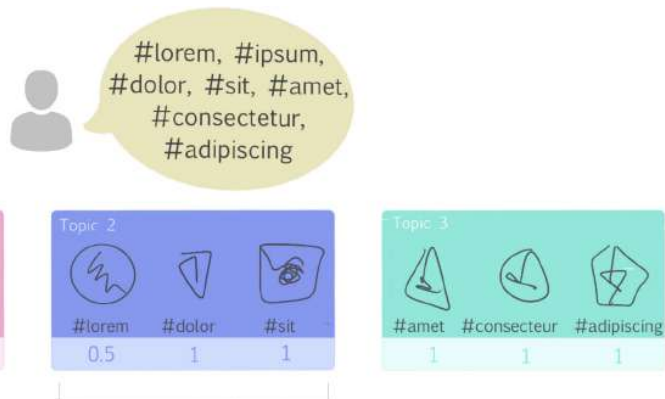 #lorem, #ipsum,
#dolor, #sit, #amet,
#consectetur,
#adipiscing
Topic 2
#lorem #dolor #sit
0.5 1 1
Topic 3
#amet #consecteur #adipiscing
1 1 1